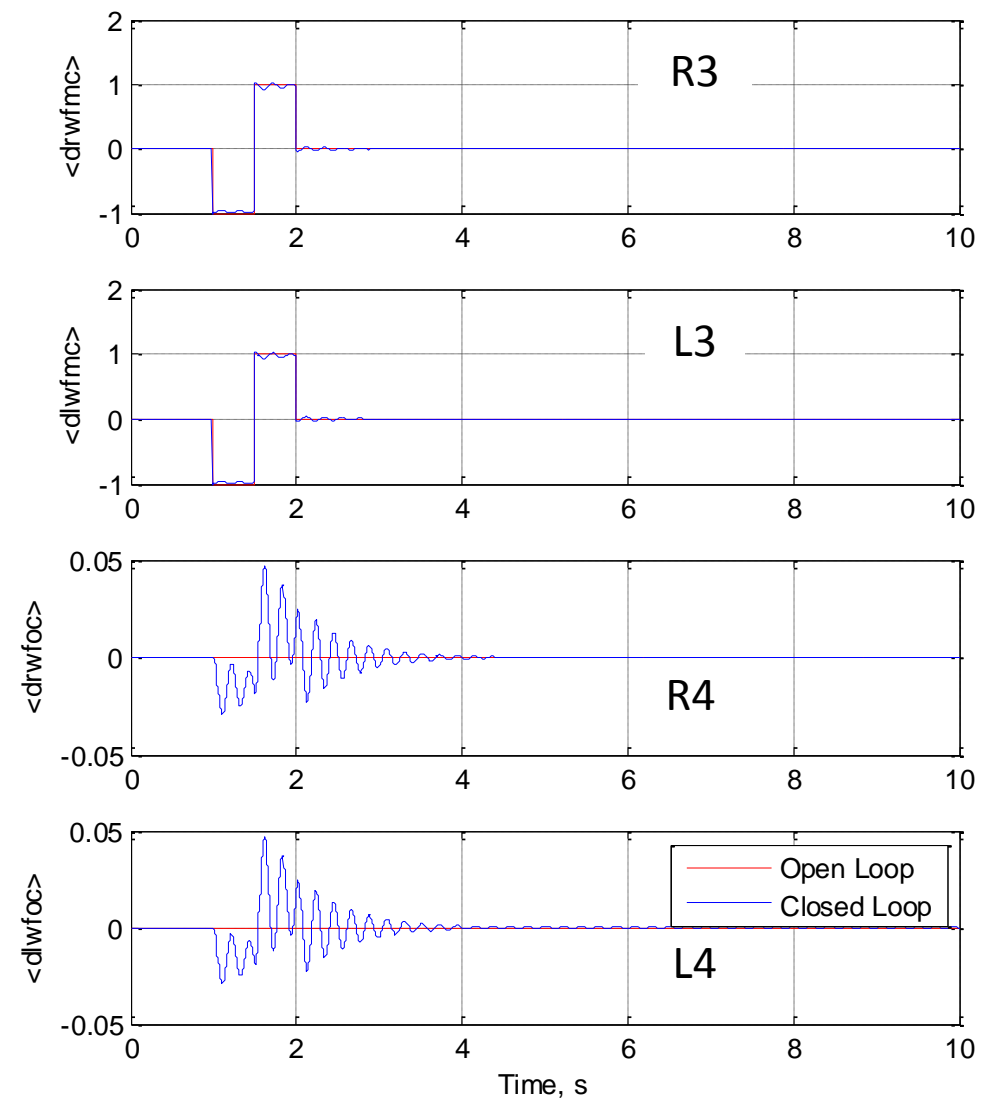 2
1
0
-1
<drwfmc>
R3
0 2 4 6 8 10
2
1
0
-1
<dlwfmc>
L3
0 2 4 6 8 10
0.05
0
-0.05
<drwfoc>
R4
0 2 4 6 8 10
0.05
0
-0.05
<dlwfoc>
Open Loop
Closed Loop
L4
0 2 4 6 8 10
Time, s